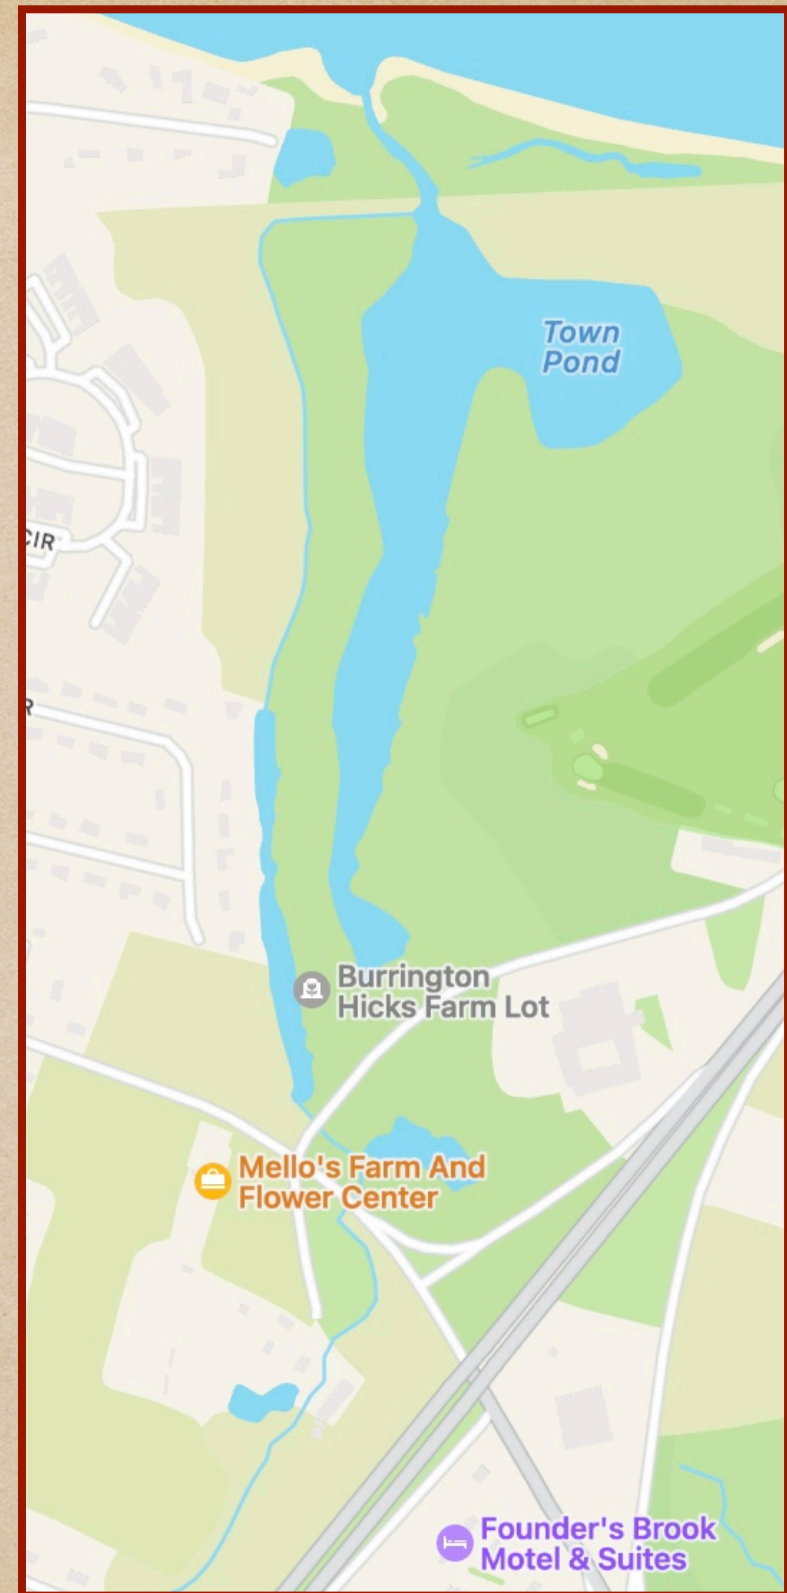 Town
Pond
CIR
R
Burrington
Hicks Farm Lot
Mello's Farm And
Flower Center
Founder's Brook
Motel & Suites